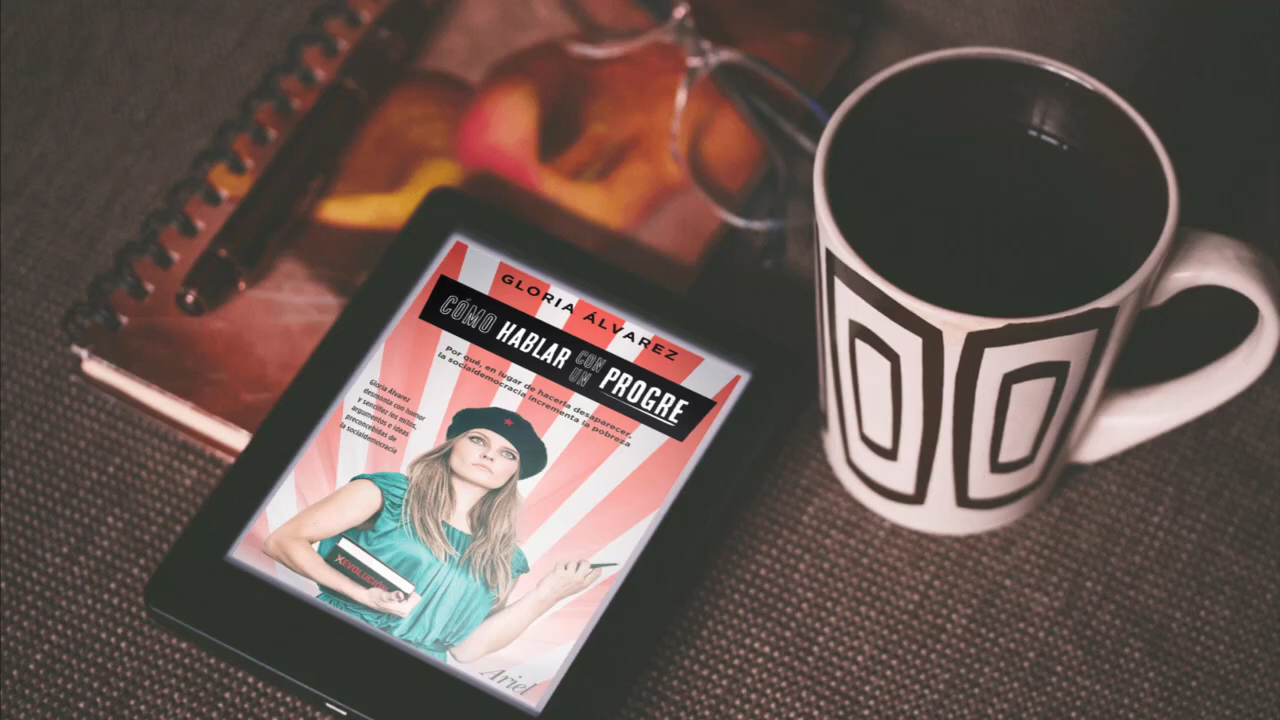 GLORIA ÁLVAREZ
CÓMO HABLAR CON UN PROGRE
Por qué, en lugar de hacerla desaparecer,
la socialdemocracia incrementa la pobreza
Gloria Álvarez
desmonta con humor
y sencillez los mitos,
argumentos e ideas
preconcebidas de
la socialdemocracia
XEVOLUCIÓN
Ariel